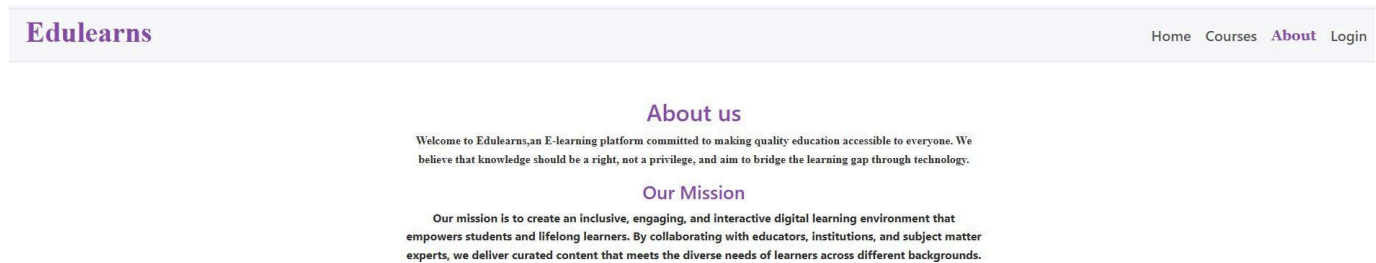 Edulearns
Home Courses About Login
About us
Welcome to Edulearns,an E-learning platform committed to making quality education accessible to everyone. We
believe that knowledge should be a right, not a privilege, and aim to bridge the learning gap through technology.
Our Mission
Our mission is to create an inclusive, engaging, and interactive digital learning environment that
empowers students and lifelong learners. By collaborating with educators, institutions, and subject matter
experts, we deliver curated content that meets the diverse needs of learners across different backgrounds.